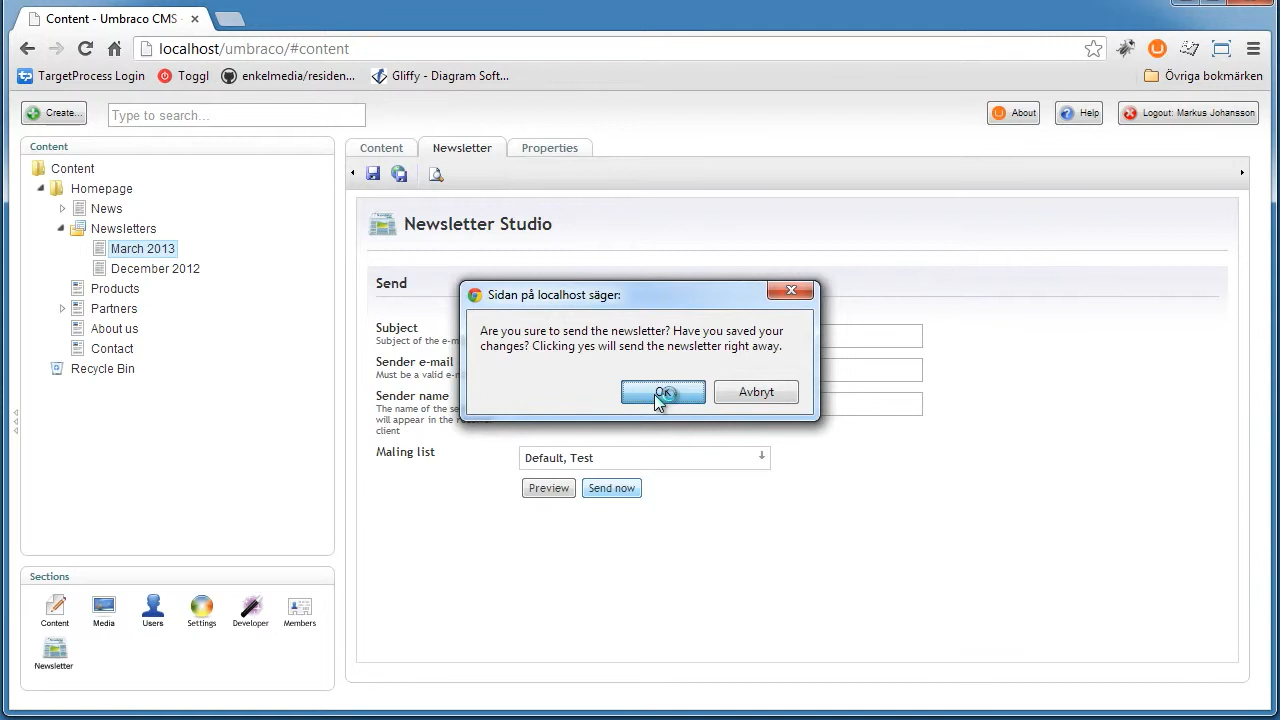 Content - Umbraco CMS
localhost/umbraco/#content
TargetProcess Login
Toggl
enkelmedia/residen...
Gliffy - Diagram Soft...
Övriga bokmärken
Create...
Type to search...
About
Help
Logout: Markus Johansson
Content
Content
Homepage
News
Newsletters
March 2013
December 2012
Products
Partners
About us
Contact
Recycle Bin
Sections
Content
Media
Users
Settings
Developer
Members
Newsletter
Content
Newsletter
Properties
Newsletter Studio
Send
Subject
Subject of the
Sender e-mail
Must be a valid
Sender name
The name of the
will appear in the
client
Maling list
Default, Test
Preview
Send now
Sidan på localhost säger:
Are you sure to send the newsletter? Have you saved your
changes? Clicking yes will send the newsletter right away.
OK
Avbryt